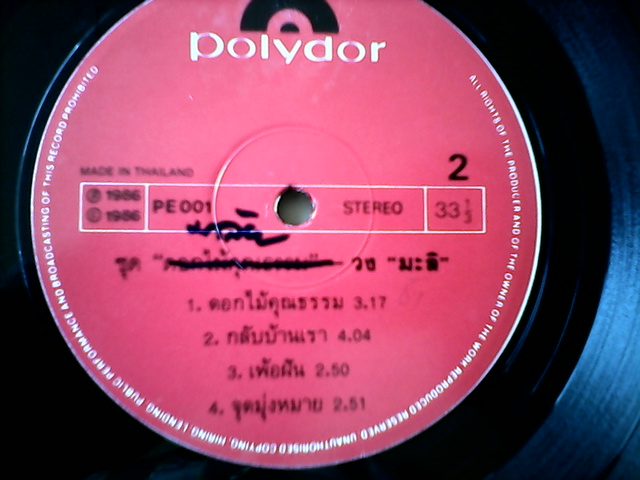 polydor
MADE IN THAILAND
2
Ⓟ 1986
© 1986
PE 001
STEREO
33 1/3
ชุด "ดอกไม้คุณธรรม" วง "มะลิ"
1. ดอกไม้คุณธรรม 3.17
2. กลับบ้านเรา 4.04
3. เพ้อฝัน 2.50
4. จุดมุ่งหมาย 2.51
ALL RIGHTS OF THE PRODUCER AND OF THE OWNER OF THE WORK REPRODUCED RESERVED UNAUTHORISED COPYING HIRING LENDING PUBLIC PERFORMANCE AND BROADCASTING OF THIS RECORD PROHIBITED